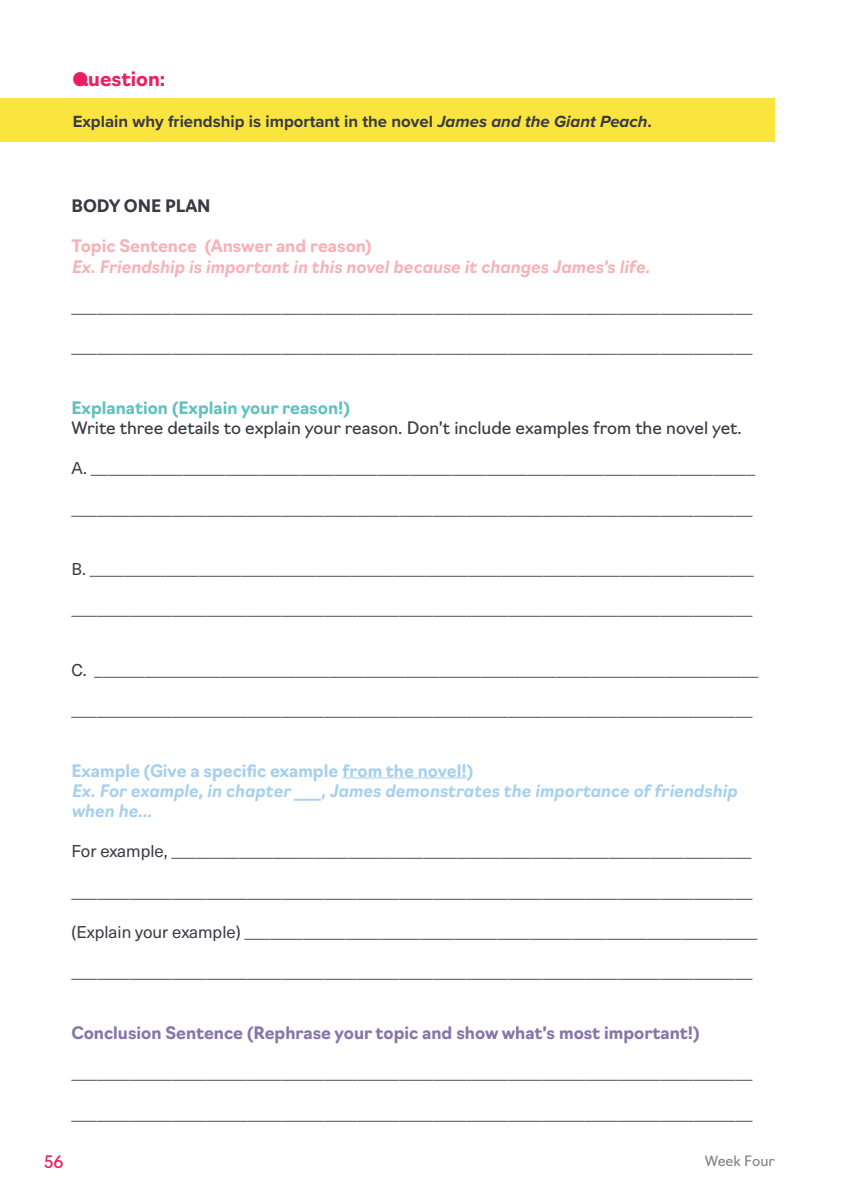 Question:
Explain why friendship is important in the novel James and the Giant Peach.
BODY ONE PLAN
Topic Sentence (Answer and reason)
Ex. Friendship is important in this novel because it changes James's life.
Explanation (Explain your reason!)
Write three details to explain your reason. Don't include examples from the novel yet.
A.
B.
C.
Example (Give a specific example from the novel!)
Ex. For example, in chapter ___, James demonstrates the importance of friendship
when he...
For example,
(Explain your example)
Conclusion Sentence (Rephrase your topic and show what's most important!)
56
Week Four